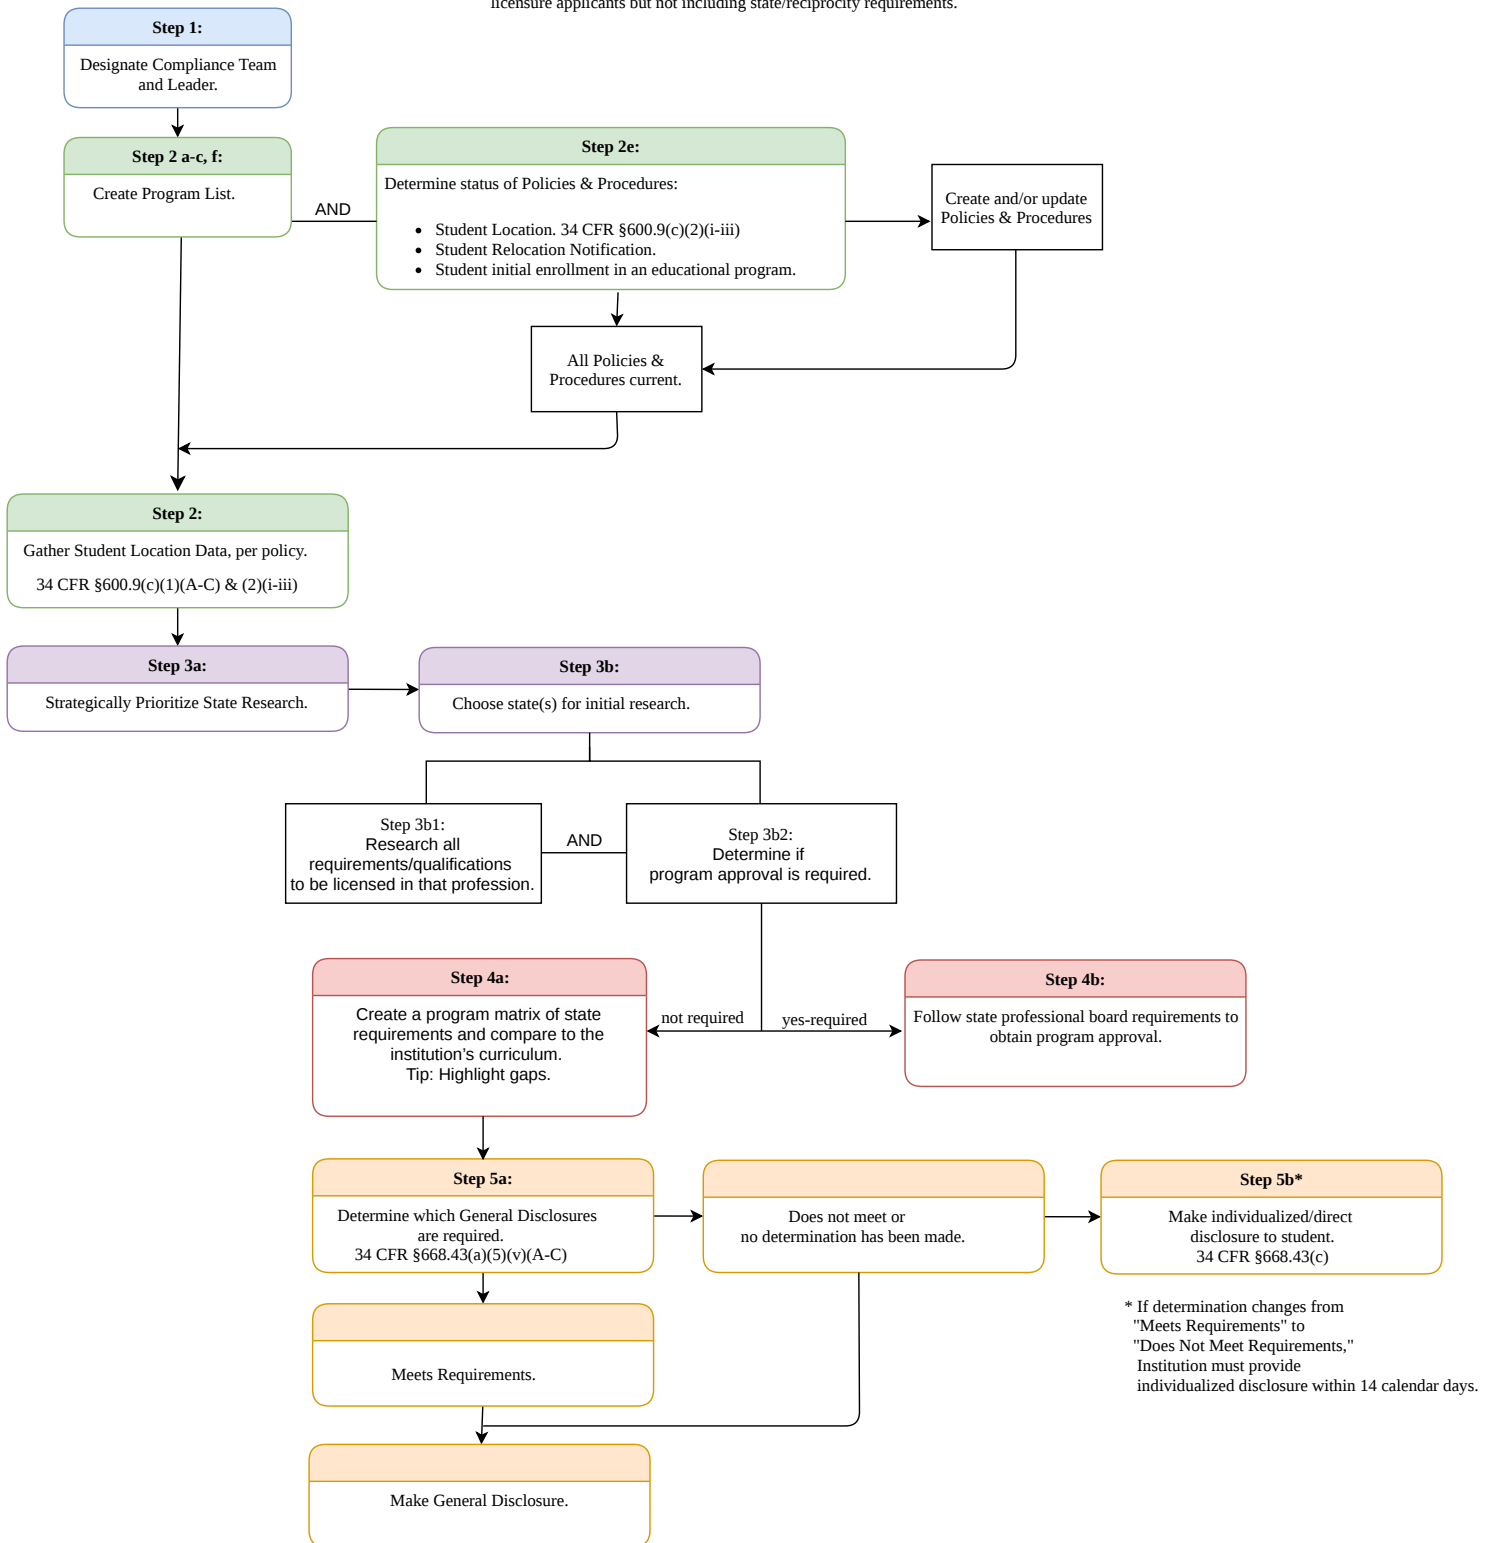 licensure applicants but not including state/reciprocity requirements.
Step 1:
Designate Compliance Team
and Leader.
Step 2 a-c, f:
Create Program List.
AND
Step 2e:
Determine status of Policies & Procedures:
• Student Location. 34 CFR §600.9(c)(2)(i-iii)
• Student Relocation Notification.
• Student initial enrollment in an educational program.
Create and/or update
Policies & Procedures
All Policies &
Procedures current.
Step 2:
Gather Student Location Data, per policy.
34 CFR §600.9(c)(1)(A-C) & (2)(i-iii)
Step 3a:
Strategically Prioritize State Research.
Step 3b:
Choose state(s) for initial research.
Step 3b1:
Research all
requirements/qualifications
to be licensed in that profession.
AND
Step 3b2:
Determine if
program approval is required.
not required
yes-required
Step 4a:
Create a program matrix of state
requirements and compare to the
institution’s curriculum.
Tip: Highlight gaps.
Step 4b:
Follow state professional board requirements to
obtain program approval.
Step 5a:
Determine which General Disclosures
are required.
34 CFR §668.43(a)(5)(v)(A-C)
Does not meet or
no determination has been made.
Step 5b*
Make individualized/direct
disclosure to student.
34 CFR §668.43(c)
* If determination changes from
"Meets Requirements" to
"Does Not Meet Requirements,"
Institution must provide
individualized disclosure within 14 calendar days.
Meets Requirements.
Make General Disclosure.